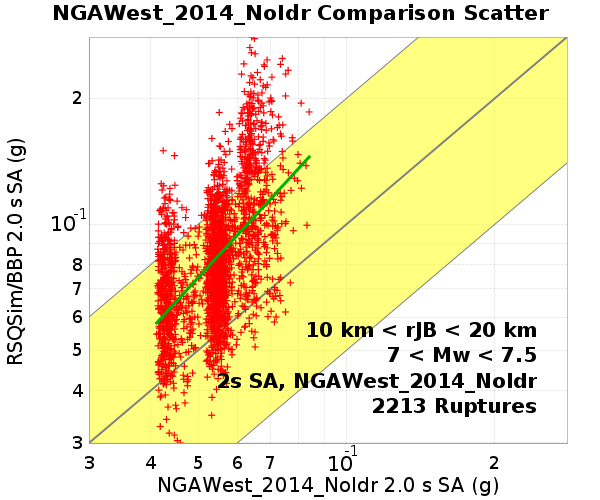 NGAWest_2014_NoIdr Comparison Scatter
RSQSim/BBP 2.0 s SA (g)
2
10-1
8
7
6
5
4
3
10 km < rJB < 20 km
7 < Mw < 7.5
2s SA, NGAWest_2014_NoIdr
2213 Ruptures
3 4 5 6 7 10-1 2
NGAWest_2014_NoIdr 2.0 s SA (g)